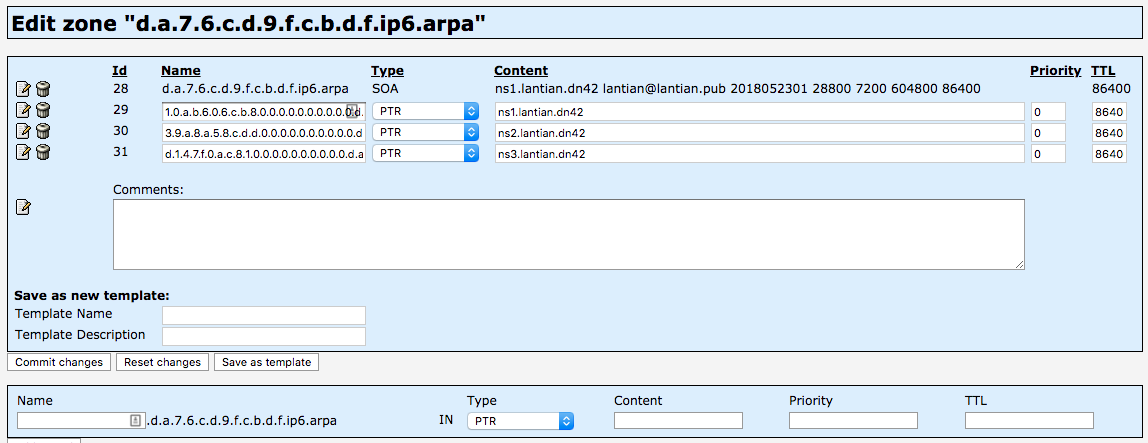 Edit zone "d.a.7.6.c.d.9.f.c.b.d.f.ip6.arpa"
Id Name Type Content Priority TTL
28 d.a.7.6.c.d.9.f.c.b.d.f.ip6.arpa SOA ns1.lantian.dn42 lantian@lantian.pub 2018052301 28800 7200 604800 86400 86400
29 1.0.a.b.6.0.6.c.b.8.0.0.0.0.0.0.0.0.0.d. PTR ns1.lantian.dn42 0 8640
30 3.9.a.8.a.5.8.c.d.d.0.0.0.0.0.0.0.0.0.d PTR ns2.lantian.dn42 0 8640
31 d.1.4.7.f.0.a.c.8.1.0.0.0.0.0.0.0.0.0.d.a PTR ns3.lantian.dn42 0 8640
Comments:
Save as new template:
Template Name
Template Description
Commit changes Reset changes Save as template
Name Type Content Priority TTL
.d.a.7.6.c.d.9.f.c.b.d.f.ip6.arpa IN PTR